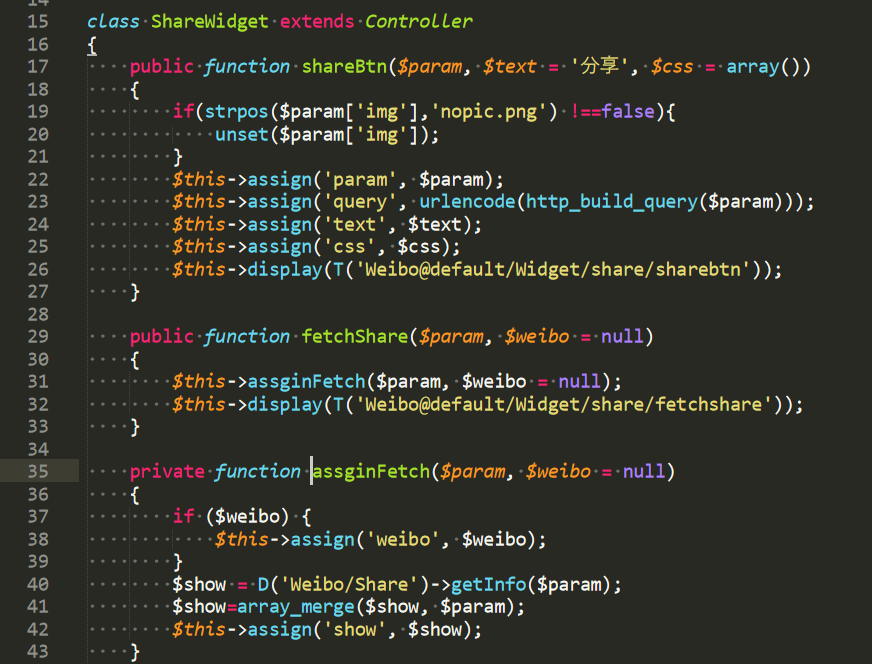 14
15 class ShareWidget extends Controller
16 {
17     public function shareBtn($param, $text = '分享', $css = array())
18     {
19         if(strpos($param['img'],'nopic.png') !==false){
20             unset($param['img']);
21         }
22         $this->assign('param', $param);
23         $this->assign('query', urlencode(http_build_query($param)));
24         $this->assign('text', $text);
25         $this->assign('css', $css);
26         $this->display(T('Weibo@default/Widget/share/sharebtn'));
27     }
28
29     public function fetchShare($param, $weibo = null)
30     {
31         $this->assginFetch($param, $weibo = null);
32         $this->display(T('Weibo@default/Widget/share/fetchshare'));
33     }
34
35     private function assginFetch($param, $weibo = null)
36     {
37         if ($weibo) {
38             $this->assign('weibo', $weibo);
39         }
40         $show = D('Weibo/Share')->getInfo($param);
41         $show=array_merge($show, $param);
42         $this->assign('show', $show);
43     }